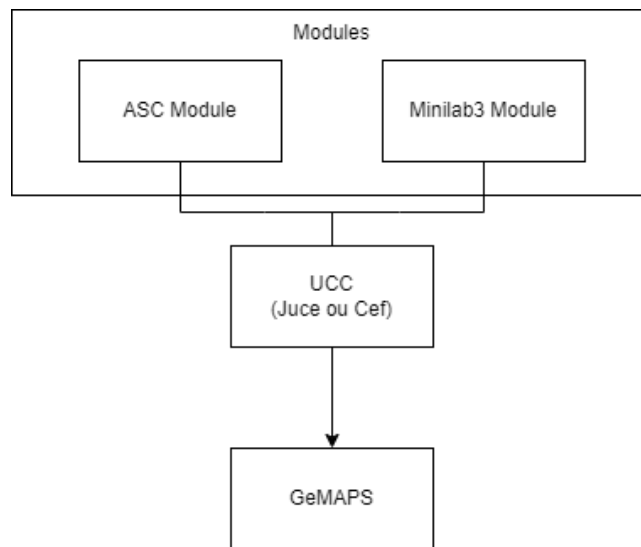 Modules
ASC Module
Minilab3 Module
UCC
(Juce ou Cef)
GeMAPS